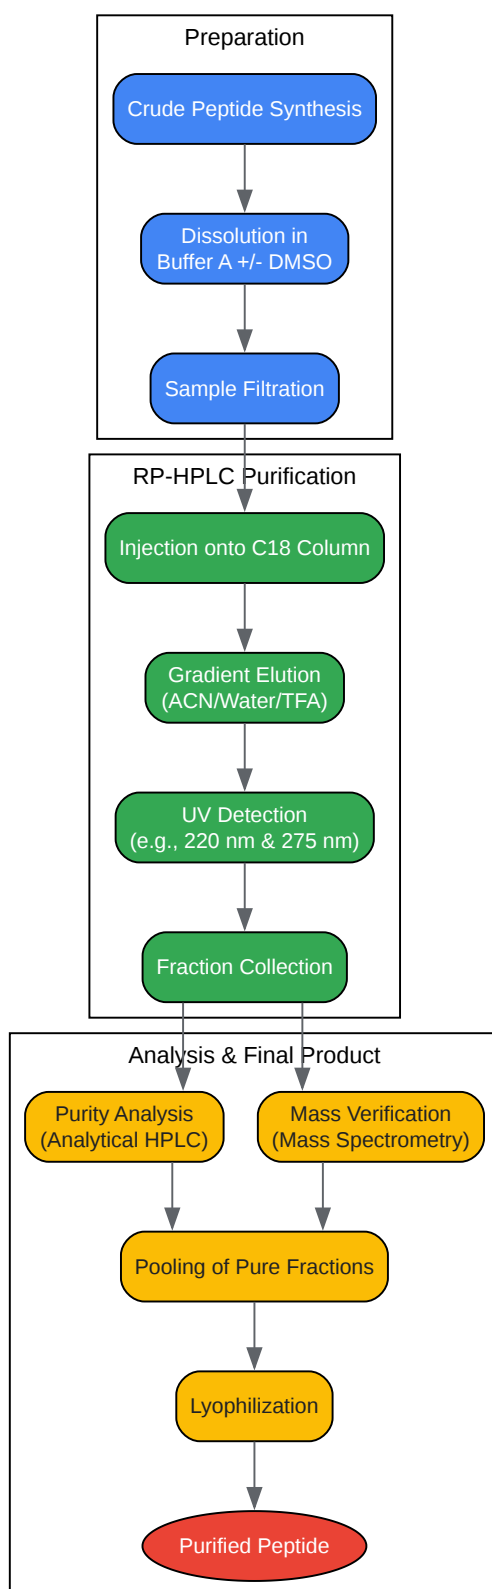 Preparation
Crude Peptide Synthesis
Dissolution in
Buffer A +/- DMSO
Sample Filtration
RP-HPLC Purification
Injection onto C18 Column
Gradient Elution
(ACN/Water/TFA)
UV Detection
(e.g., 220 nm & 275 nm)
Fraction Collection
Analysis & Final Product
Purity Analysis
(Analytical HPLC)
Mass Verification
(Mass Spectrometry)
Pooling of Pure Fractions
Lyophilization
Purified Peptide